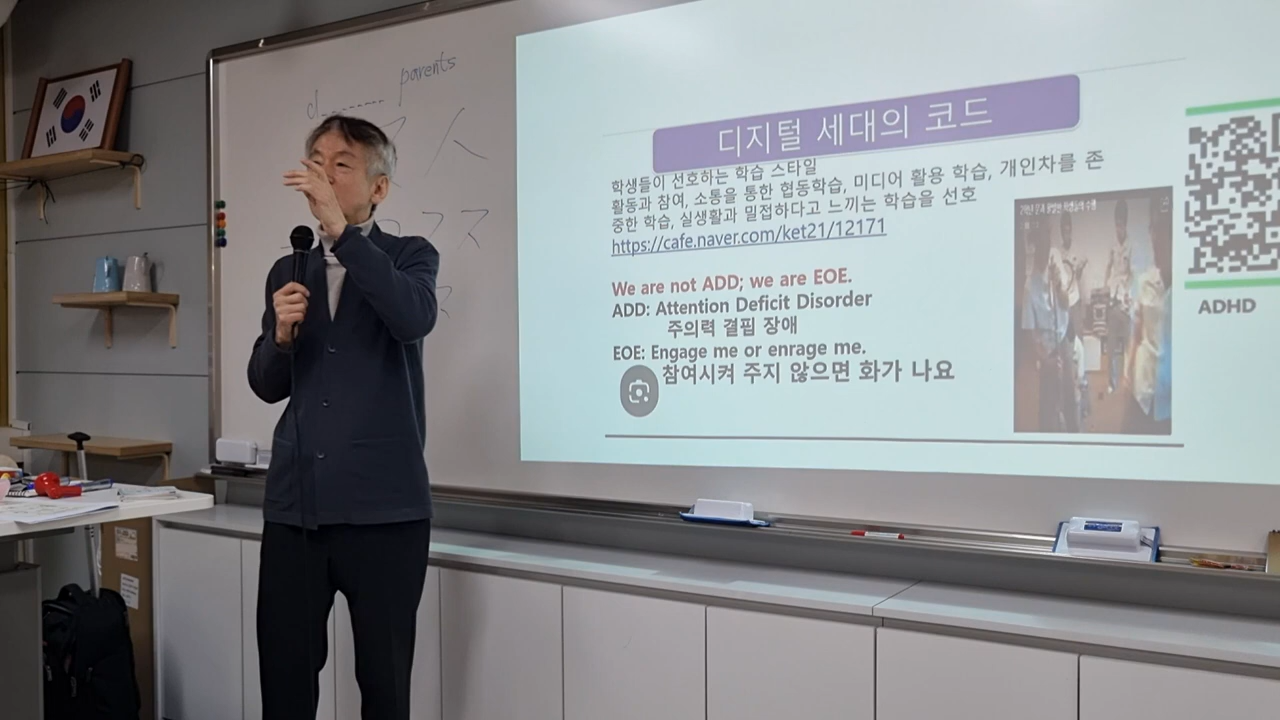 parents
디지털 세대의 코드
학생들이 선호하는 학습 스타일
활동과 참여, 소통을 통한 협동학습, 미디어 활용 학습, 개인차를 존
중한 학습, 실생활과 밀접하다고 느끼는 학습을 선호
https://cafe.naver.com/ket21/12171
We are not ADD; we are EOE.
ADD: Attention Deficit Disorder
주의력 결핍 장애
EOE: Engage me or enrage me.
참여시켜 주지 않으면 화가 나요
ADHD